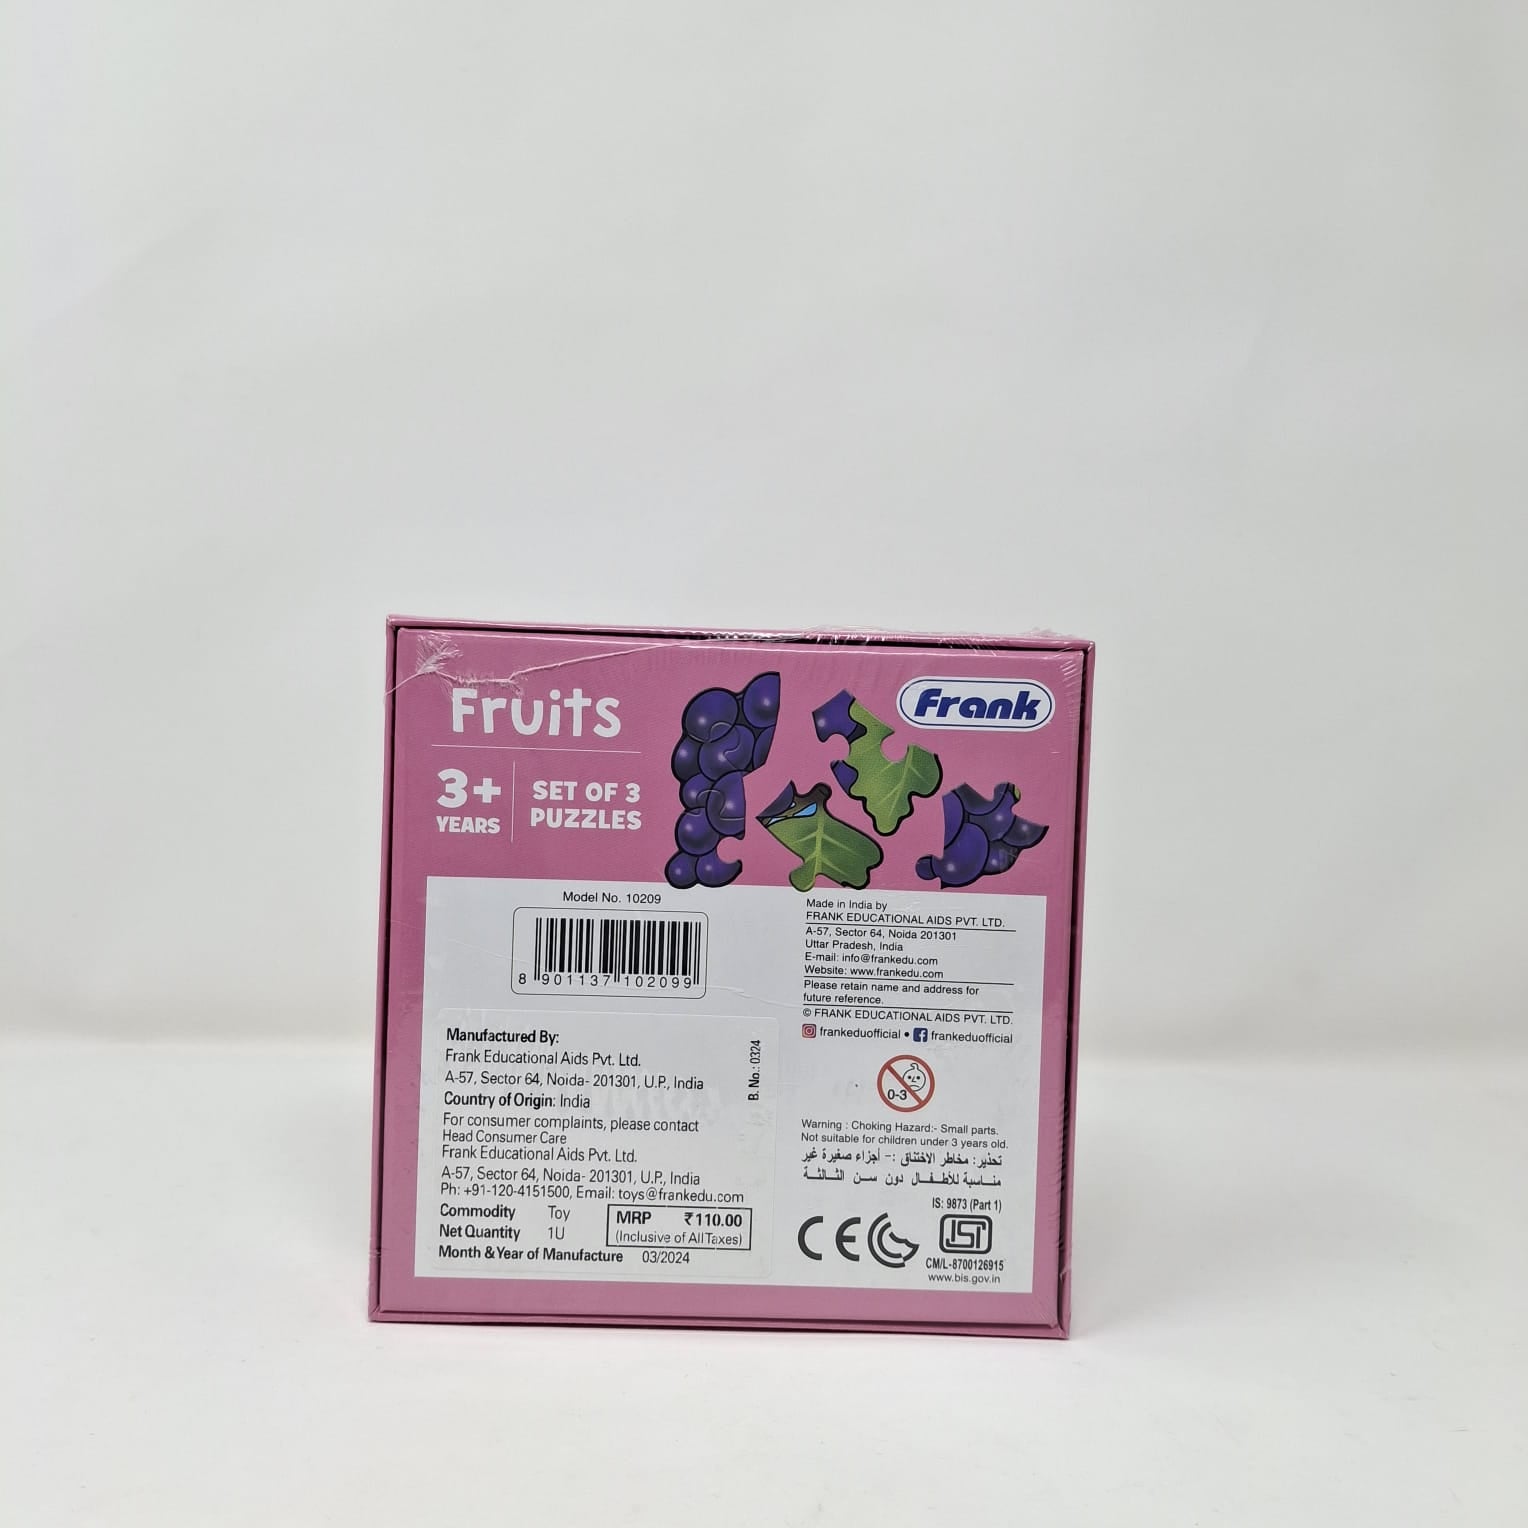 Fruits
3+
YEARS
SET OF 3
PUZZLES
Frank
Model No. 10209
8 901137 102099
Manufactured By:
Frank Educational Aids Pvt. Ltd.
A-57, Sector 64, Noida- 201301, U.P., India
Country of Origin: India
For consumer complaints, please contact
Head Consumer Care
Frank Educational Aids Pvt. Ltd.
A-57, Sector 64, Noida- 201301, U.P., India
Ph: +91-120-4151500, Email: toys@frankedu.com
Commodity Toy
Net Quantity 1U
MRP ₹110.00
(Inclusive of All Taxes)
Month & Year of Manufacture 03/2024
B. No.: 0324
Made in India by
FRANK EDUCATIONAL AIDS PVT. LTD.
A-57, Sector 64, Noida 201301
Uttar Pradesh, India
E-mail: info@frankedu.com
Website: www.frankedu.com
Please retain name and address for
future reference.
© FRANK EDUCATIONAL AIDS PVT. LTD.
frankeduofficial • frankeduofficial
0-3
Warning : Choking Hazard:- Small parts.
Not suitable for children under 3 years old.
تحذير: مخاطر الاختناق :- أجزاء صغيرة غير
مناسبة للأطفال دون سن الثالثة
CE
IS: 9873 (Part 1)
ISI
CM/L-8700126915
www.bis.gov.in